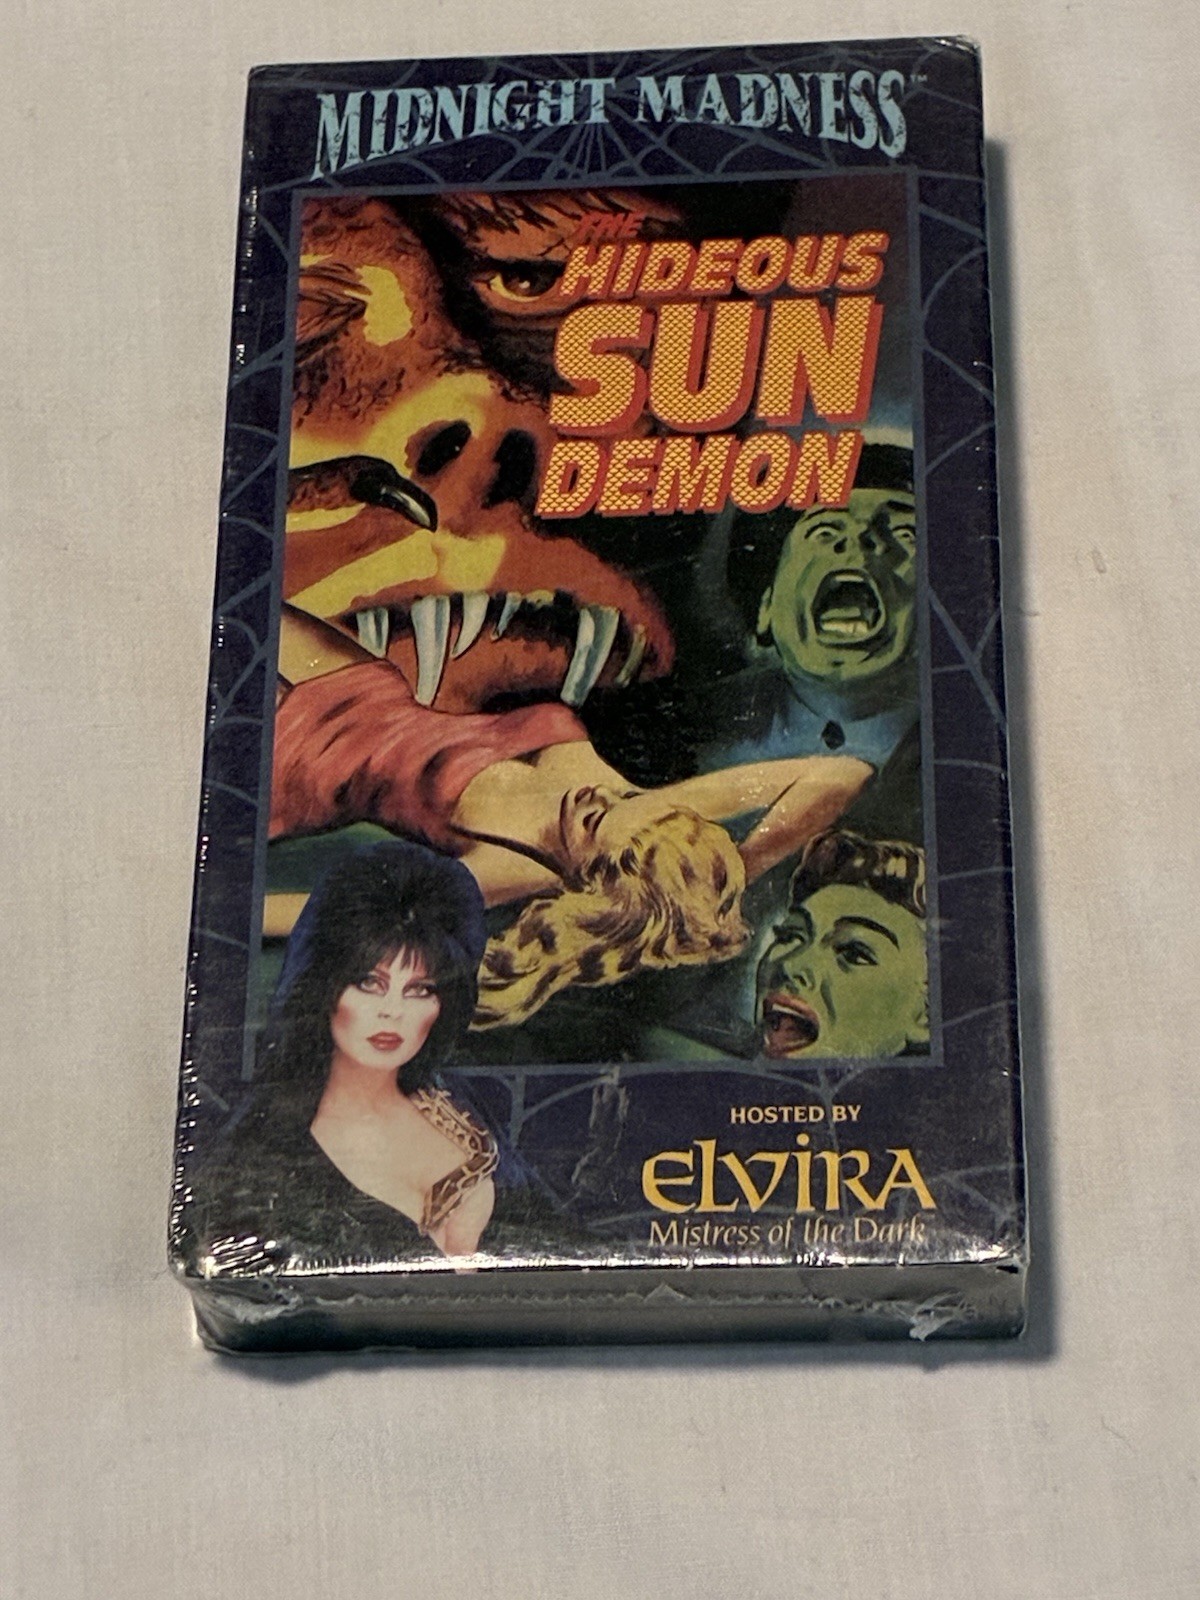 MIDNIGHT MADNESS™
THE
HIDEOUS
SUN
DEMON
HOSTED BY
ELVIRA
Mistress of the Dark